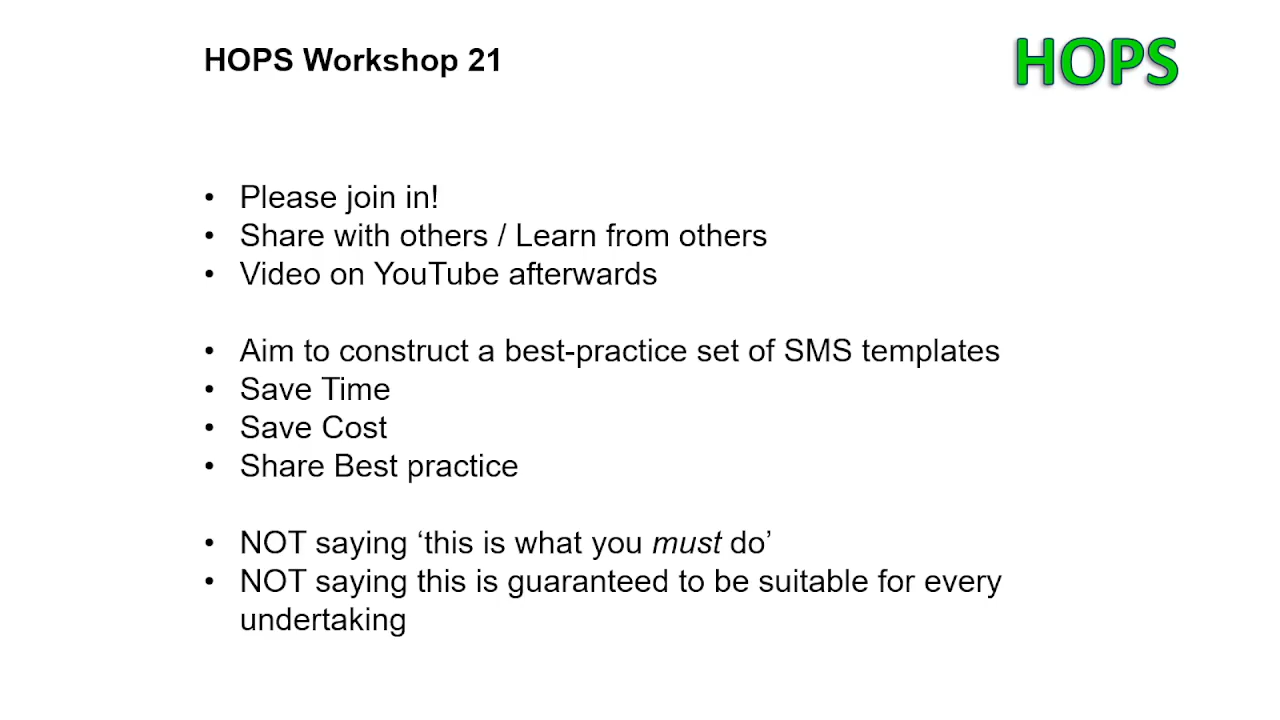 HOPS Workshop 21
HOPS
• Please join in!
• Share with others / Learn from others
• Video on YouTube afterwards
• Aim to construct a best-practice set of SMS templates
• Save Time
• Save Cost
• Share Best practice
• NOT saying ‘this is what you must do’
• NOT saying this is guaranteed to be suitable for every
undertaking